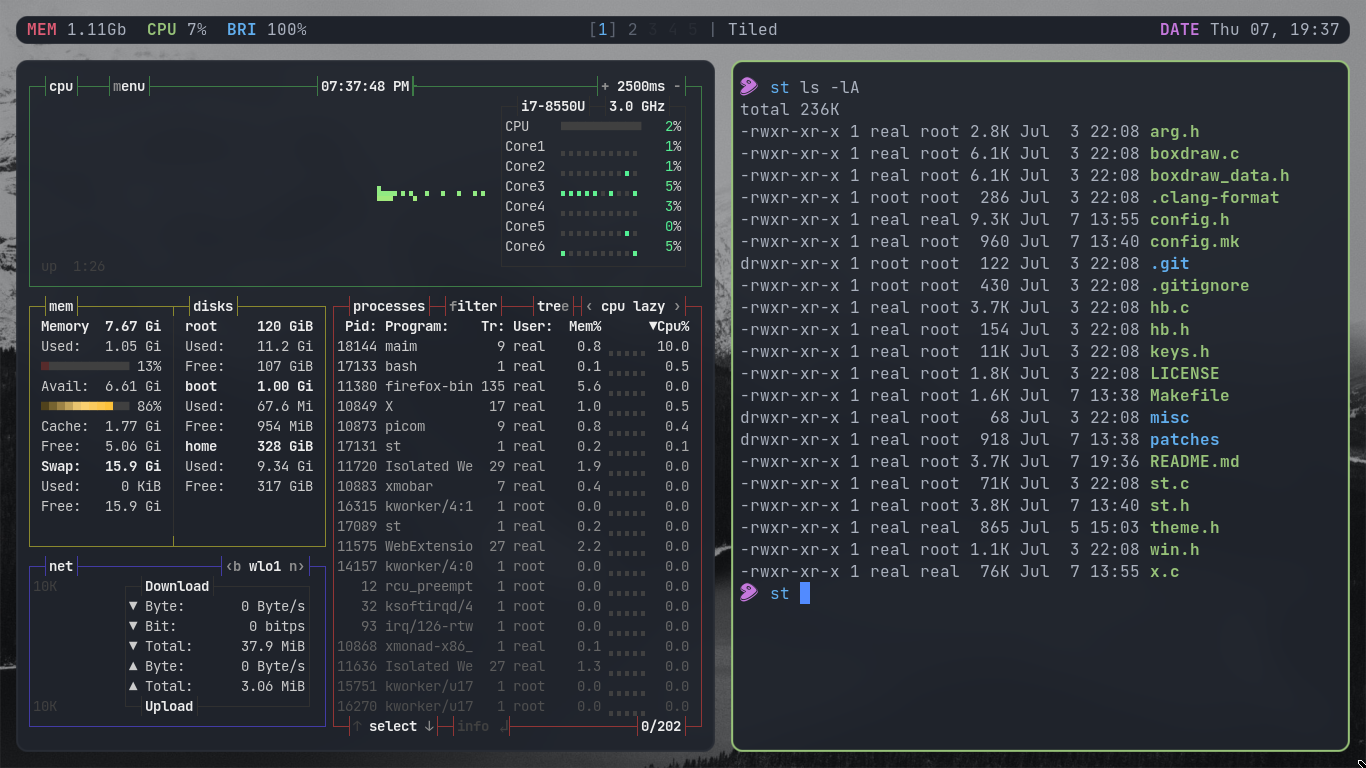 MEM 1.11Gb CPU 7% BRI 100% [1] 2 3 4 5 | Tiled DATE Thu 07, 19:37
cpu menu 07:37:48 PM + 2500ms -
i7-8550U 3.0 GHz
CPU 2%
Core1 1%
Core2 1%
Core3 5%
Core4 3%
Core5 0%
Core6 5%
up 1:26
mem disks
Memory 7.67 Gi root 120 GiB
Used: 1.05 Gi Used: 11.2 Gi
13% Free: 107 GiB
Avail: 6.61 Gi boot 1.00 Gi
86% Used: 67.6 Mi
Cache: 1.77 Gi Free: 954 MiB
Free: 5.06 Gi home 328 GiB
Swap: 15.9 Gi Used: 9.34 Gi
Used: 0 KiB Free: 317 GiB
Free: 15.9 Gi
net <b wlo1 n>
10K Download
▼ Byte: 0 Byte/s
▼ Bit: 0 bitps
▼ Total: 37.9 MiB
▲ Byte: 0 Byte/s
▲ Total: 3.06 MiB
10K Upload
processes filter tree < cpu lazy >
Pid: Program: Tr: User: Mem% ▼Cpu%
18144 maim 9 real 0.8 10.0
17133 bash 1 real 0.1 0.5
11380 firefox-bin 135 real 5.6 0.0
10849 X 17 real 1.0 0.5
10873 picom 9 real 0.8 0.4
17131 st 1 real 0.2 0.1
11720 Isolated We 29 real 1.9 0.0
10883 xmobar 7 real 0.4 0.0
16315 kworker/4:1 1 root 0.0 0.0
17089 st 1 real 0.2 0.0
11575 WebExtensio 27 real 2.2 0.0
14157 kworker/4:0 1 root 0.0 0.0
12 rcu_preempt 1 root 0.0 0.0
32 ksoftirqd/4 1 root 0.0 0.0
93 irq/126-rtw 1 root 0.0 0.0
10868 xmonad-x86_ 1 real 0.1 0.0
11636 Isolated We 27 real 1.3 0.0
15751 kworker/u17 1 root 0.0 0.0
16270 kworker/u17 1 root 0.0 0.0
↑ select ↓ info ↲ 0/202
st ls -lA
total 236K
-rwxr-xr-x 1 real root 2.8K Jul 3 22:08 arg.h
-rwxr-xr-x 1 real root 6.1K Jul 3 22:08 boxdraw.c
-rwxr-xr-x 1 real root 6.1K Jul 3 22:08 boxdraw_data.h
-rwxr-xr-x 1 real root 286 Jul 3 22:08 .clang-format
-rwxr-xr-x 1 real real 9.3K Jul 7 13:55 config.h
-rwxr-xr-x 1 real root 960 Jul 7 13:40 config.mk
drwxr-xr-x 1 root root 122 Jul 3 22:08 .git
-rwxr-xr-x 1 root root 430 Jul 3 22:08 .gitignore
-rwxr-xr-x 1 real root 3.7K Jul 3 22:08 hb.c
-rwxr-xr-x 1 real root 154 Jul 3 22:08 hb.h
-rwxr-xr-x 1 real root 11K Jul 3 22:08 keys.h
-rwxr-xr-x 1 real root 1.8K Jul 3 22:08 LICENSE
-rwxr-xr-x 1 real root 1.6K Jul 7 13:38 Makefile
drwxr-xr-x 1 real root 68 Jul 3 22:08 misc
drwxr-xr-x 1 real root 918 Jul 7 13:38 patches
-rwxr-xr-x 1 real root 3.7K Jul 7 19:36 README.md
-rwxr-xr-x 1 real root 71K Jul 3 22:08 st.c
-rwxr-xr-x 1 real root 3.8K Jul 7 13:40 st.h
-rwxr-xr-x 1 real real 865 Jul 5 15:03 theme.h
-rwxr-xr-x 1 real root 1.1K Jul 3 22:08 win.h
-rwxr-xr-x 1 real real 76K Jul 7 13:55 x.c
st